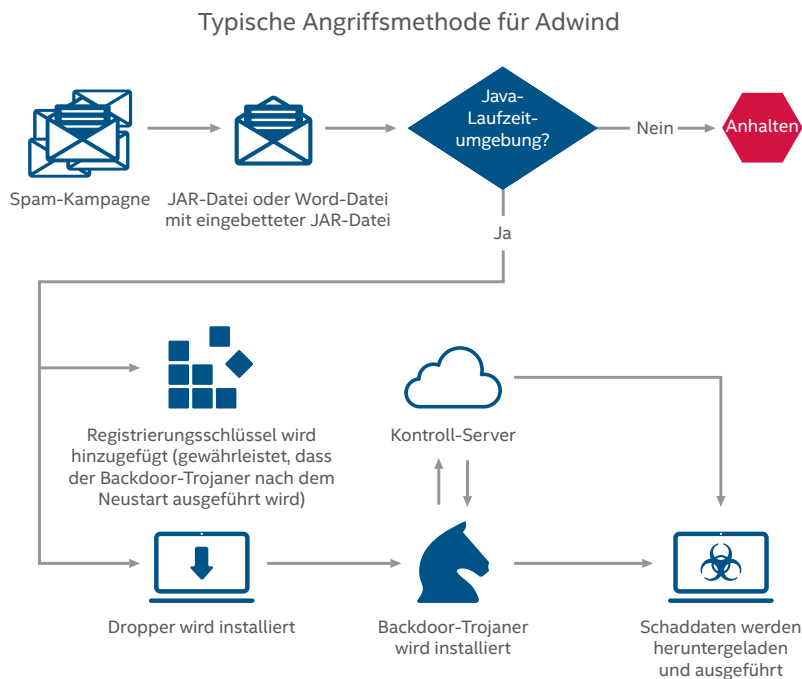 Typische Angriffsmethode für Adwind
Java-
Laufzeit-
umgebung?
Nein
Anhalten
Spam-Kampagne
JAR-Datei oder Word-Datei
mit eingebetteter JAR-Datei
Ja
Registrierungsschlüssel wird
hinzugefügt (gewährleistet, dass
der Backdoor-Trojaner nach dem
Neustart ausgeführt wird)
Kontroll-Server
Dropper wird installiert
Backdoor-Trojaner
wird installiert
Schaddaten werden
heruntergeladen
und ausgeführt